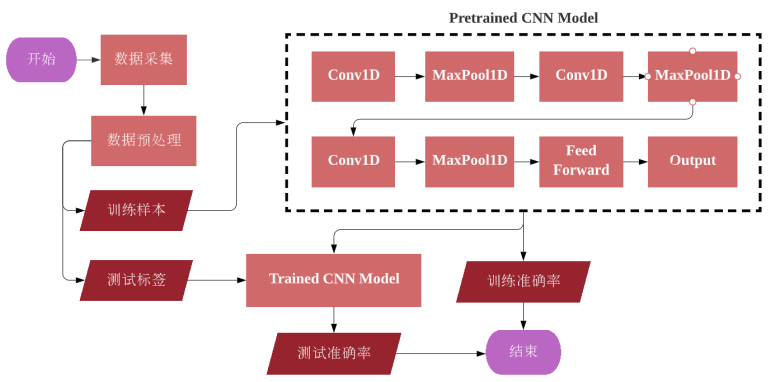 Pretrained CNN Model
开始
数据采集
数据预处理
训练样本
测试标签
Conv1D
MaxPool1D
Conv1D
MaxPool1D
Conv1D
MaxPool1D
Feed
Forward
Output
Trained CNN Model
训练准确率
测试准确率
结束